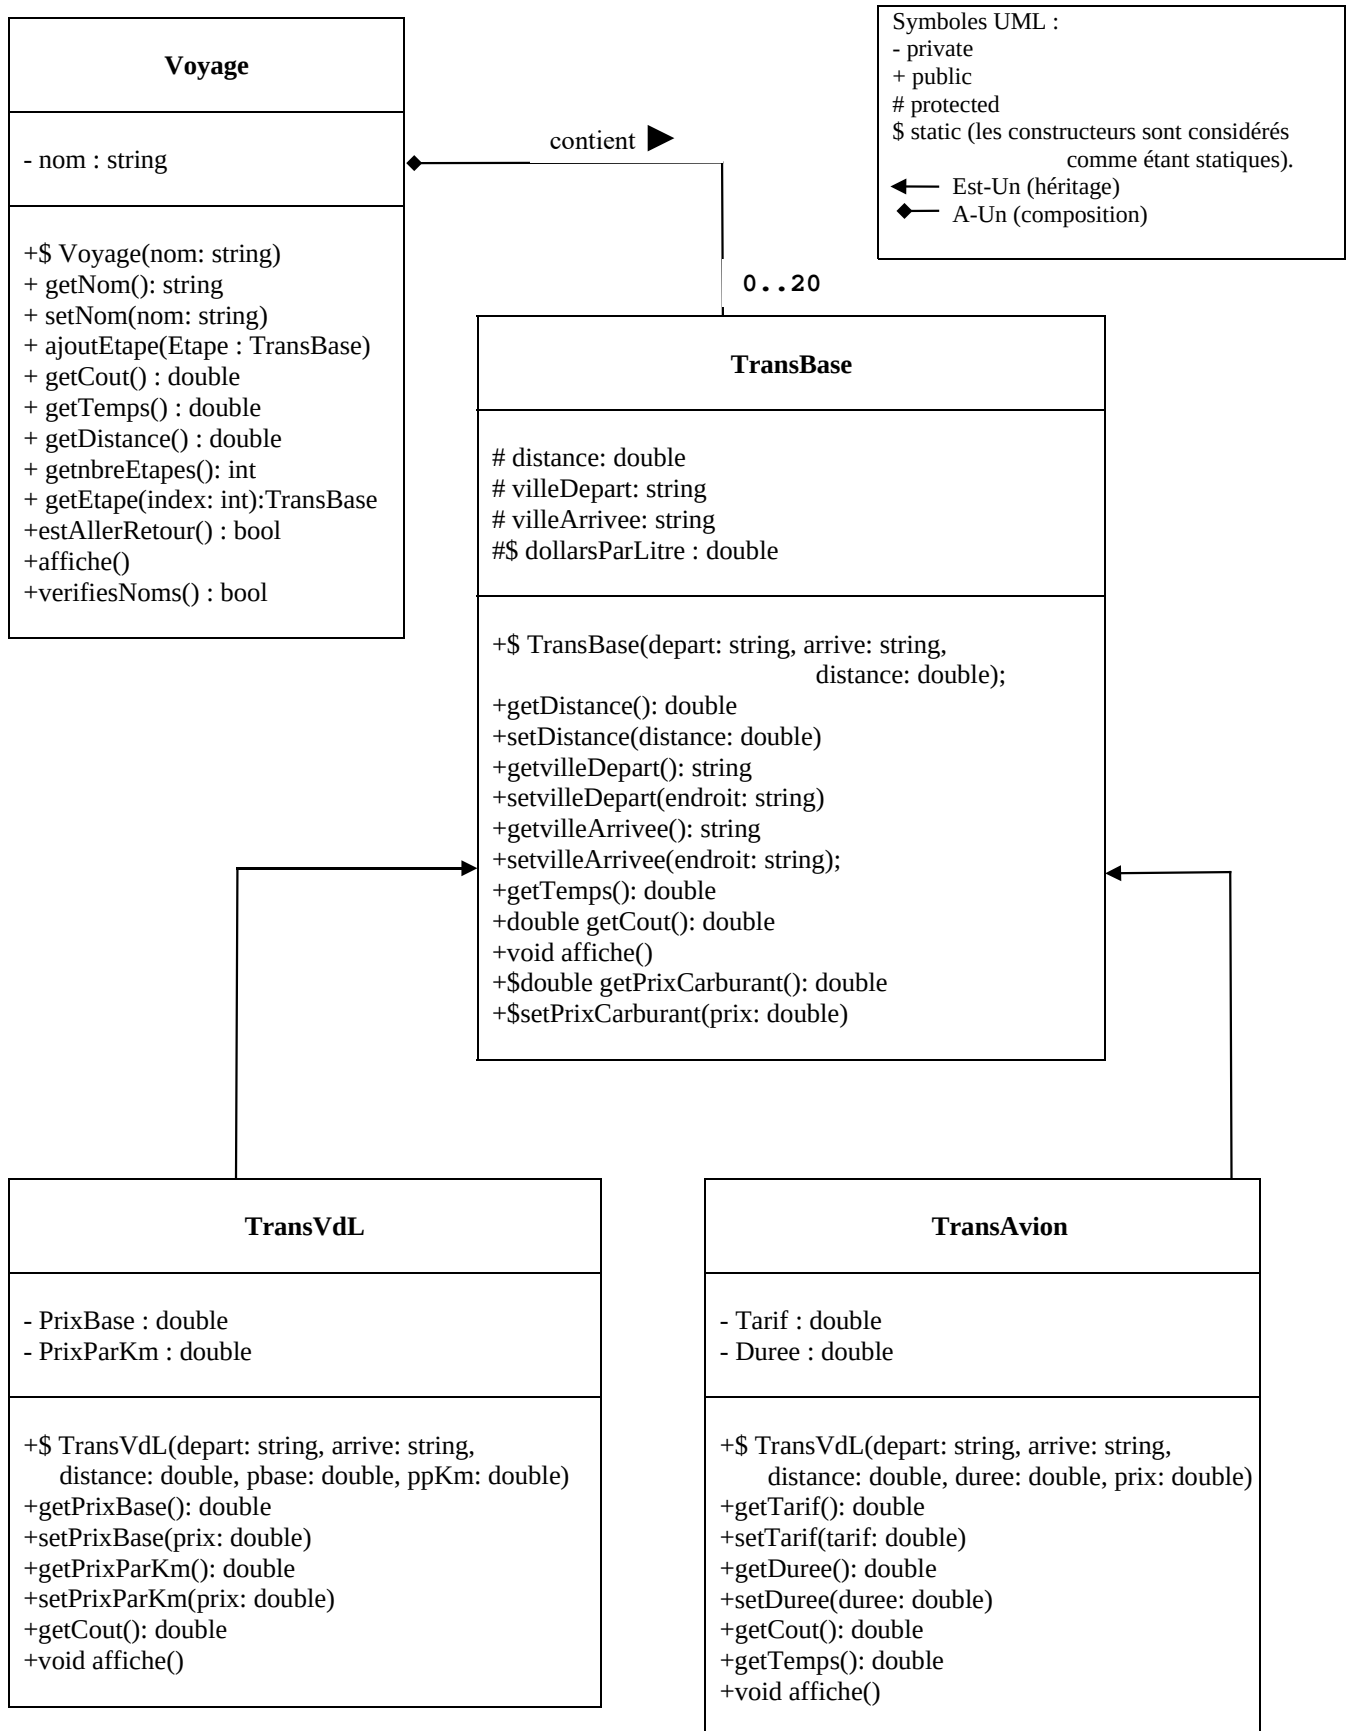 Voyage
- nom : string
+$ Voyage(nom: string)
+ getNom(): string
+ setNom(nom: string)
+ ajoutEtape(Etape : TransBase)
+ getCout() : double
+ getTemps() : double
+ getDistance() : double
+ getnbreEtapes(): int
+ getEtape(index: int):TransBase
+estAllerRetour() : bool
+affiche()
+verifiesNoms() : bool
contient
0..20
Symboles UML :
- private
+ public
# protected
$ static (les constructeurs sont considérés
comme étant statiques).
Est-Un (héritage)
A-Un (composition)
TransBase
# distance: double
# villeDepart: string
# villeArrivee: string
#$ dollarsParLitre : double
+$ TransBase(depart: string, arrive: string,
distance: double);
+getDistance(): double
+setDistance(distance: double)
+getvilleDepart(): string
+setvilleDepart(endroit: string)
+getvilleArrivee(): string
+setvilleArrivee(endroit: string);
+getTemps(): double
+double getCout(): double
+void affiche()
+$double getPrixCarburant(): double
+$setPrixCarburant(prix: double)
TransVdL
- PrixBase : double
- PrixParKm : double
+$ TransVdL(depart: string, arrive: string,
distance: double, pbase: double, ppKm: double)
+getPrixBase(): double
+setPrixBase(prix: double)
+getPrixParKm(): double
+setPrixParKm(prix: double)
+getCout(): double
+void affiche()
TransAvion
- Tarif : double
- Duree : double
+$ TransVdL(depart: string, arrive: string,
distance: double, duree: double, prix: double)
+getTarif(): double
+setTarif(tarif: double)
+getDuree(): double
+setDuree(duree: double)
+getCout(): double
+getTemps(): double
+void affiche()